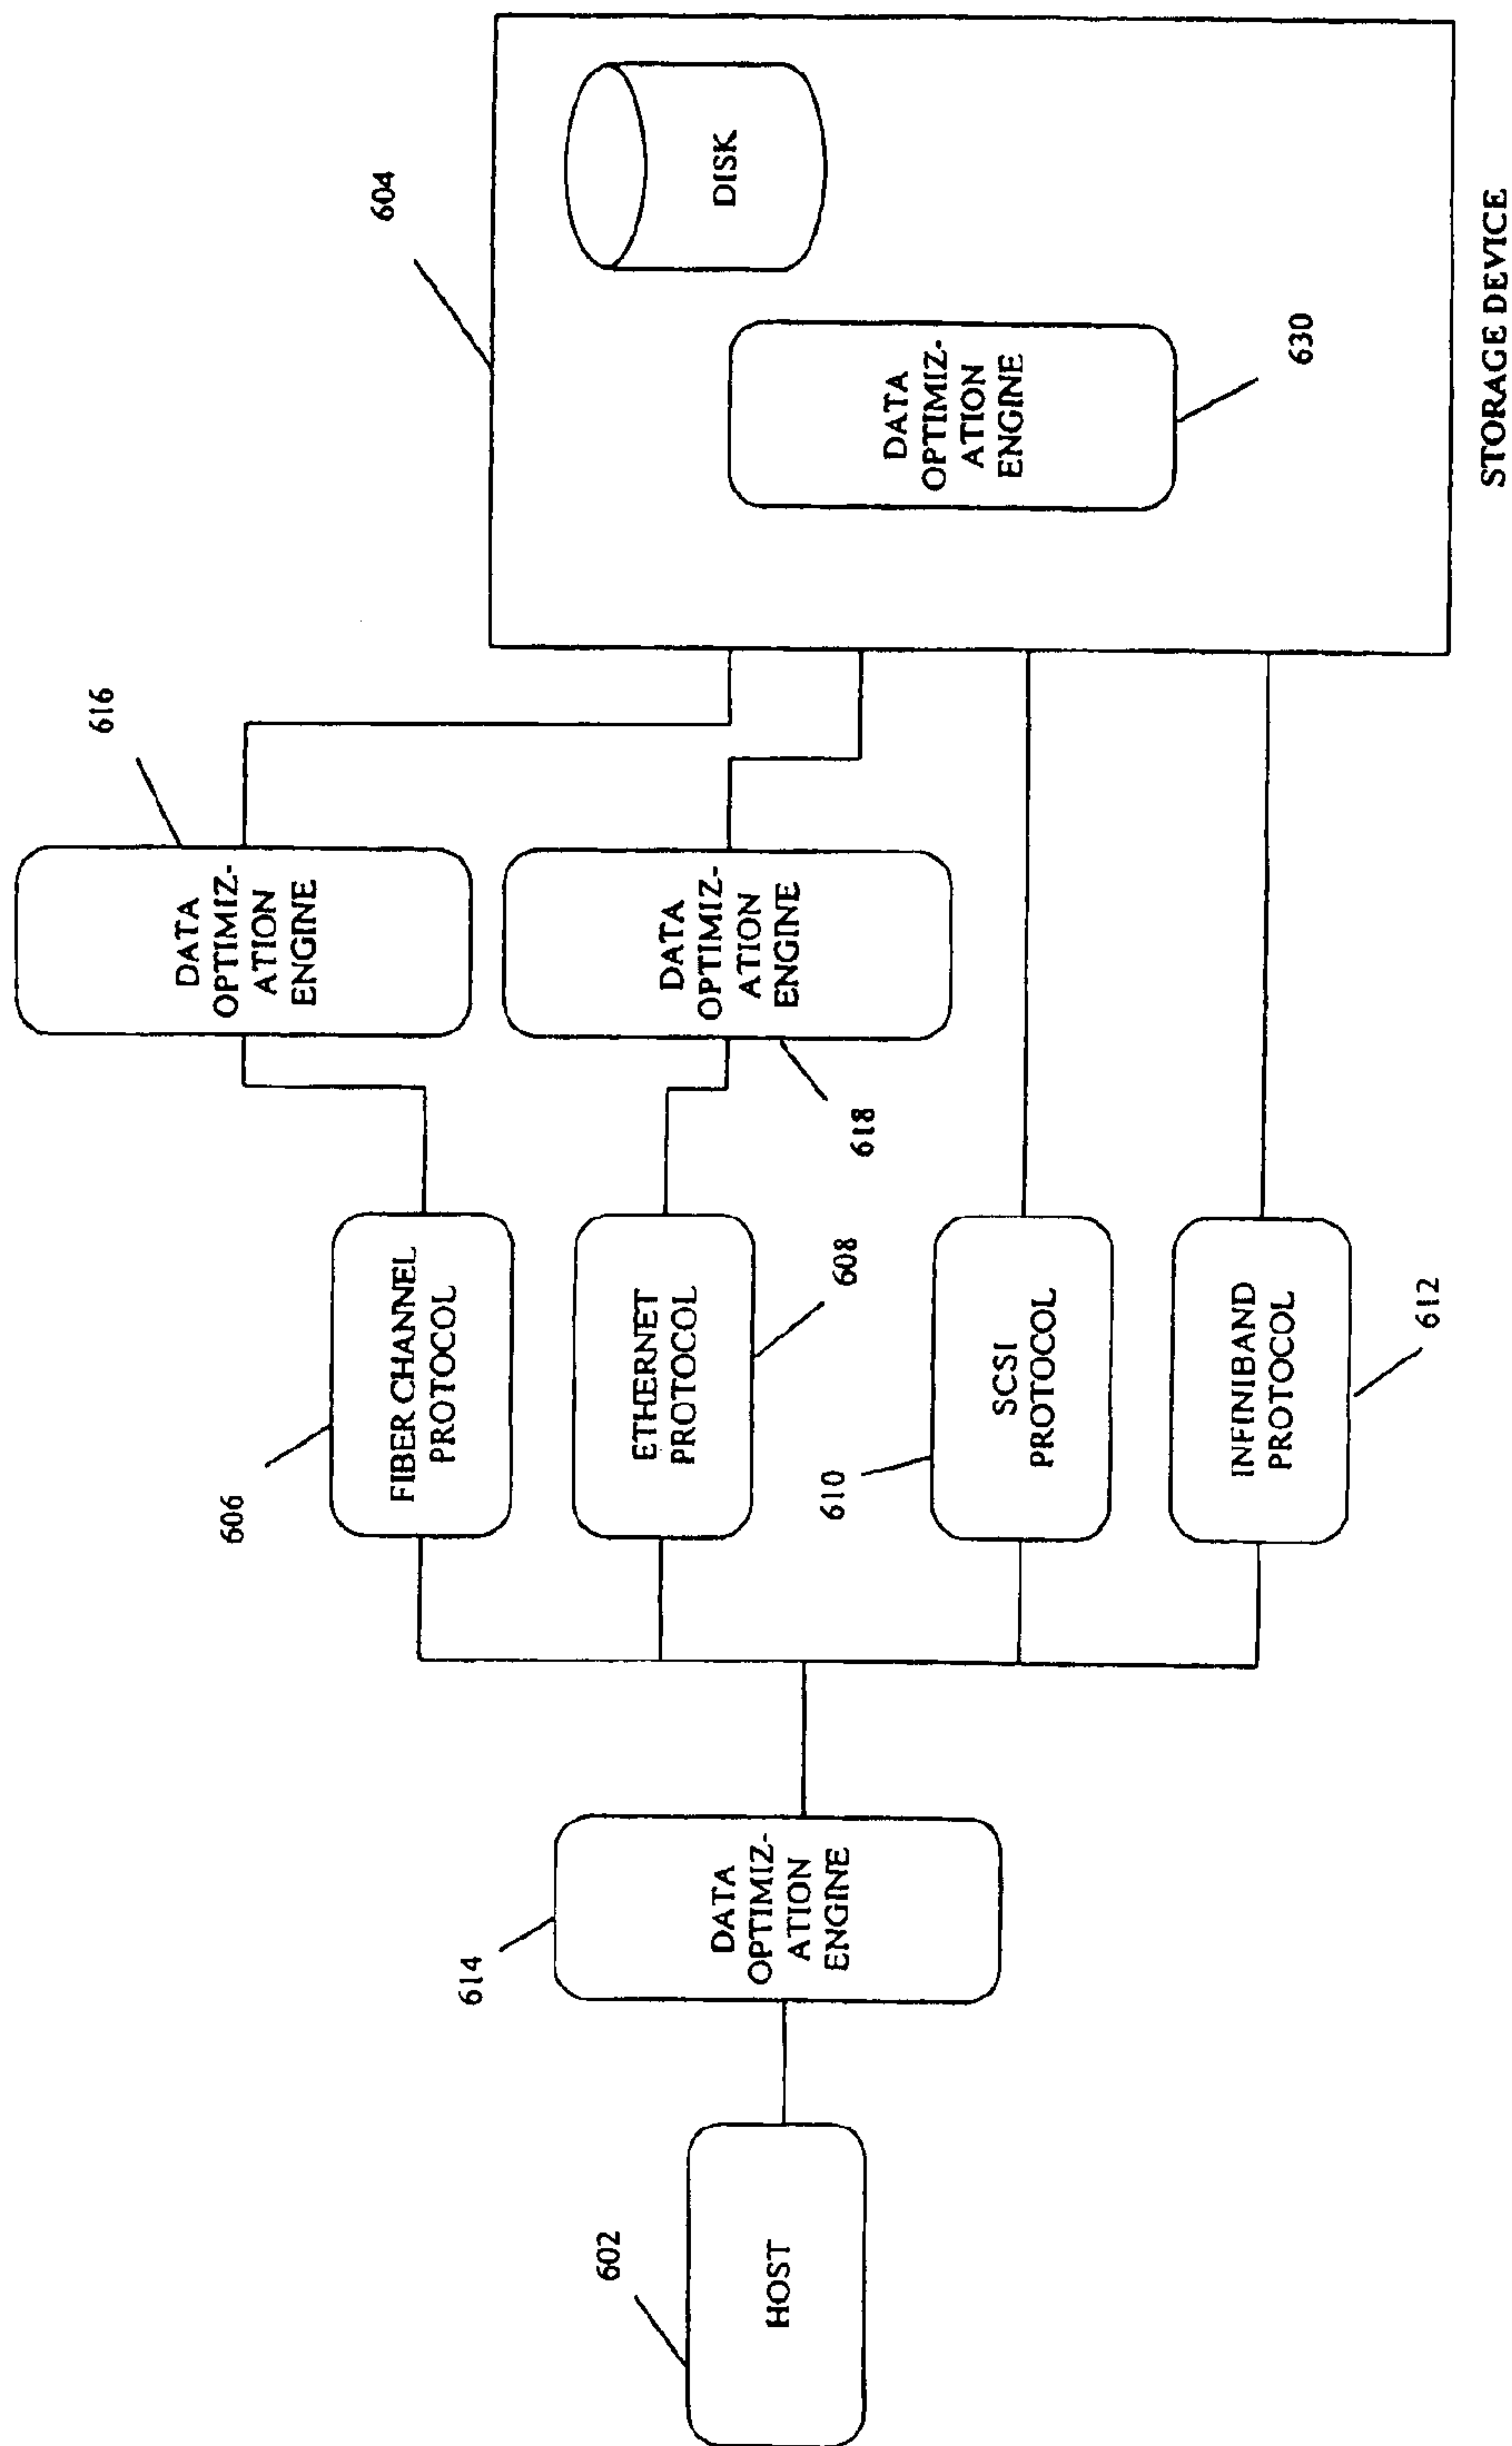 602
HOST
614
DATA
OPTIMIZ-
ATION
ENGINE
606
FIBER CHANNEL
PROTOCOL
ETHERNET
PROTOCOL
608
610
SCSI
PROTOCOL
INFINIBAND
PROTOCOL
612
616
DATA
OPTIMIZ-
ATION
ENGINE
DATA
OPTIMIZ-
ATION
ENGINE
618
604
DATA
OPTIMIZ-
ATION
ENGINE
630
DISK
STORAGE DEVICE